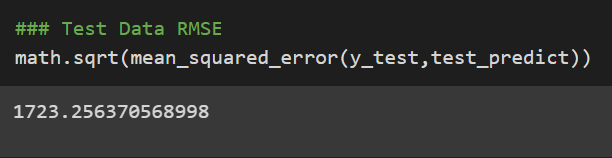 ### Test Data RMSE
math.sqrt(mean_squared_error(y_test,test_predict))
1723.256370568998